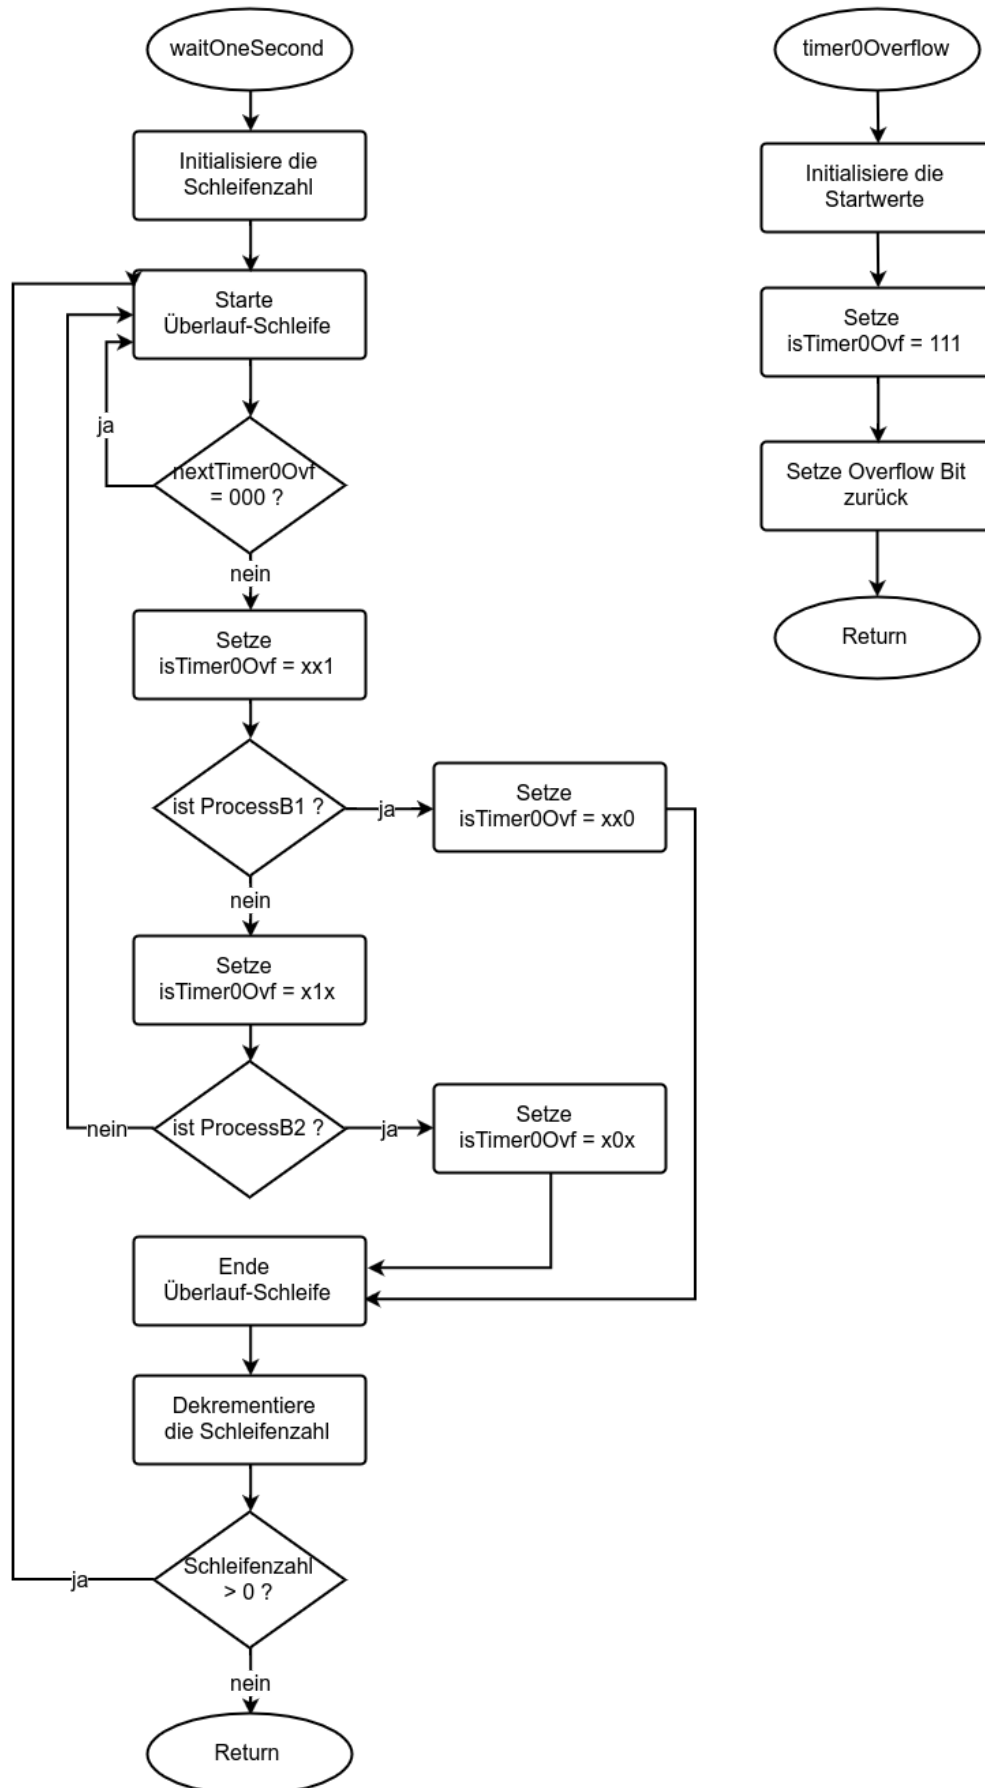 waitOneSecond
Initialisiere die
Schleifenzahl
Starte
Überlauf-Schleife
ja
nextTimer0Ovf
= 000 ?
nein
Setze
isTimer0Ovf = xx1
ist ProcessB1 ?
ja
Setze
isTimer0Ovf = xx0
nein
Setze
isTimer0Ovf = x1x
nein
ist ProcessB2 ?
ja
Setze
isTimer0Ovf = x0x
Ende
Überlauf-Schleife
Dekrementiere
die Schleifenzahl
ja
Schleifenzahl
> 0 ?
nein
Return
timer0Overflow
Initialisiere die
Startwerte
Setze
isTimer0Ovf = 111
Setze Overflow Bit
zurück
Return